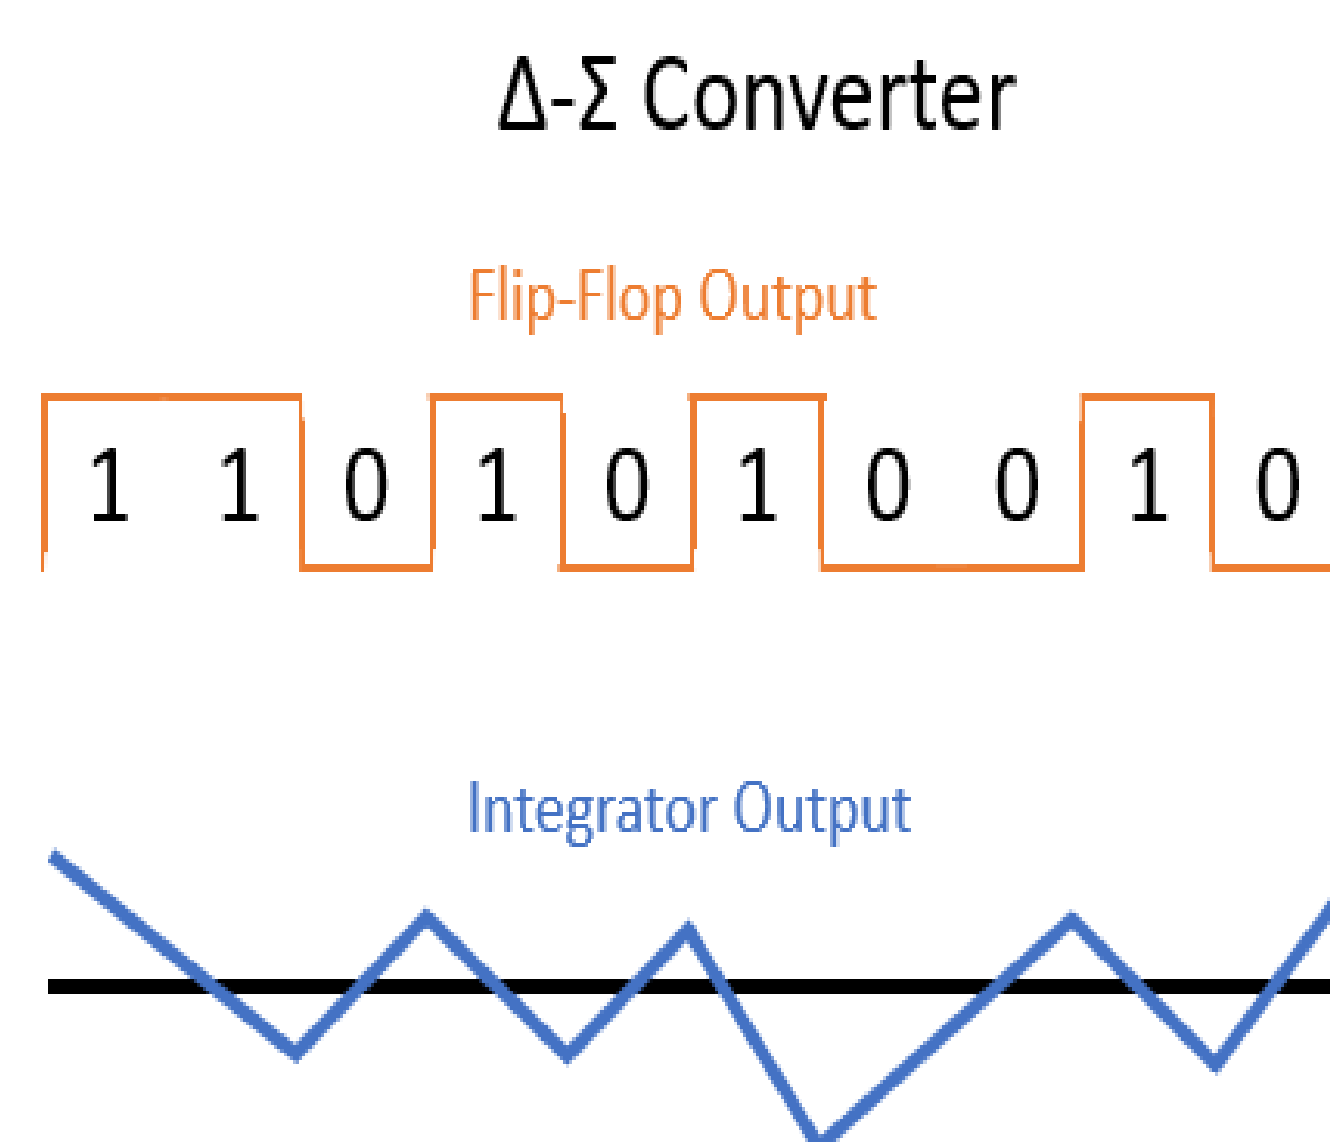 Δ-Σ Converter
Flip-Flop Output
1 1 0 1 0 1 0 0 1 0
Integrator Output